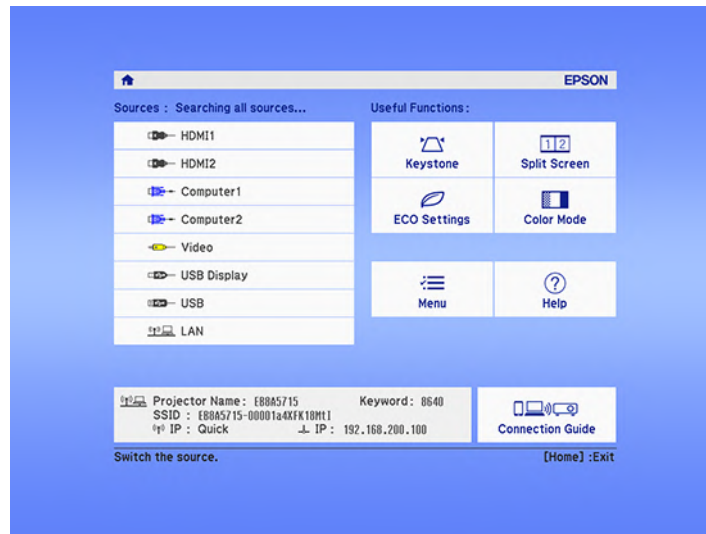 EPSON
Sources : Searching all sources...
Useful Functions :
HDMI1
HDMI2
Computer1
Computer2
Video
USB Display
USB
LAN
Keystone
1 2
Split Screen
ECO Settings
Color Mode
Menu
?
Help
Projector Name : EB8A5715 Keyword : 8640
SSID : EB8A5715-00001a4XFK18MtI
IP : Quick IP : 192.168.200.100
Connection Guide
Switch the source.
[Home] :Exit